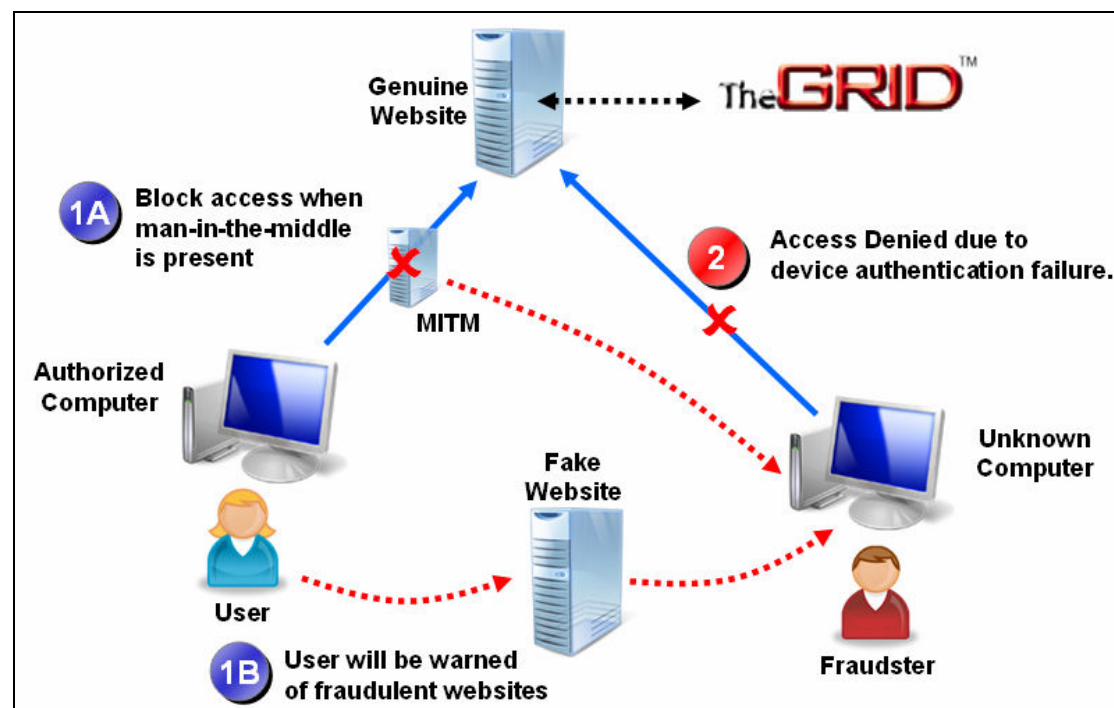 Genuine
Website
TheGRID™
1A
Block access when
man-in-the-middle
is present
2
Access Denied due to
device authentication failure.
MITM
Authorized
Computer
Unknown
Computer
Fake
Website
User
Fraudster
1B
User will be warned
of fraudulent websites